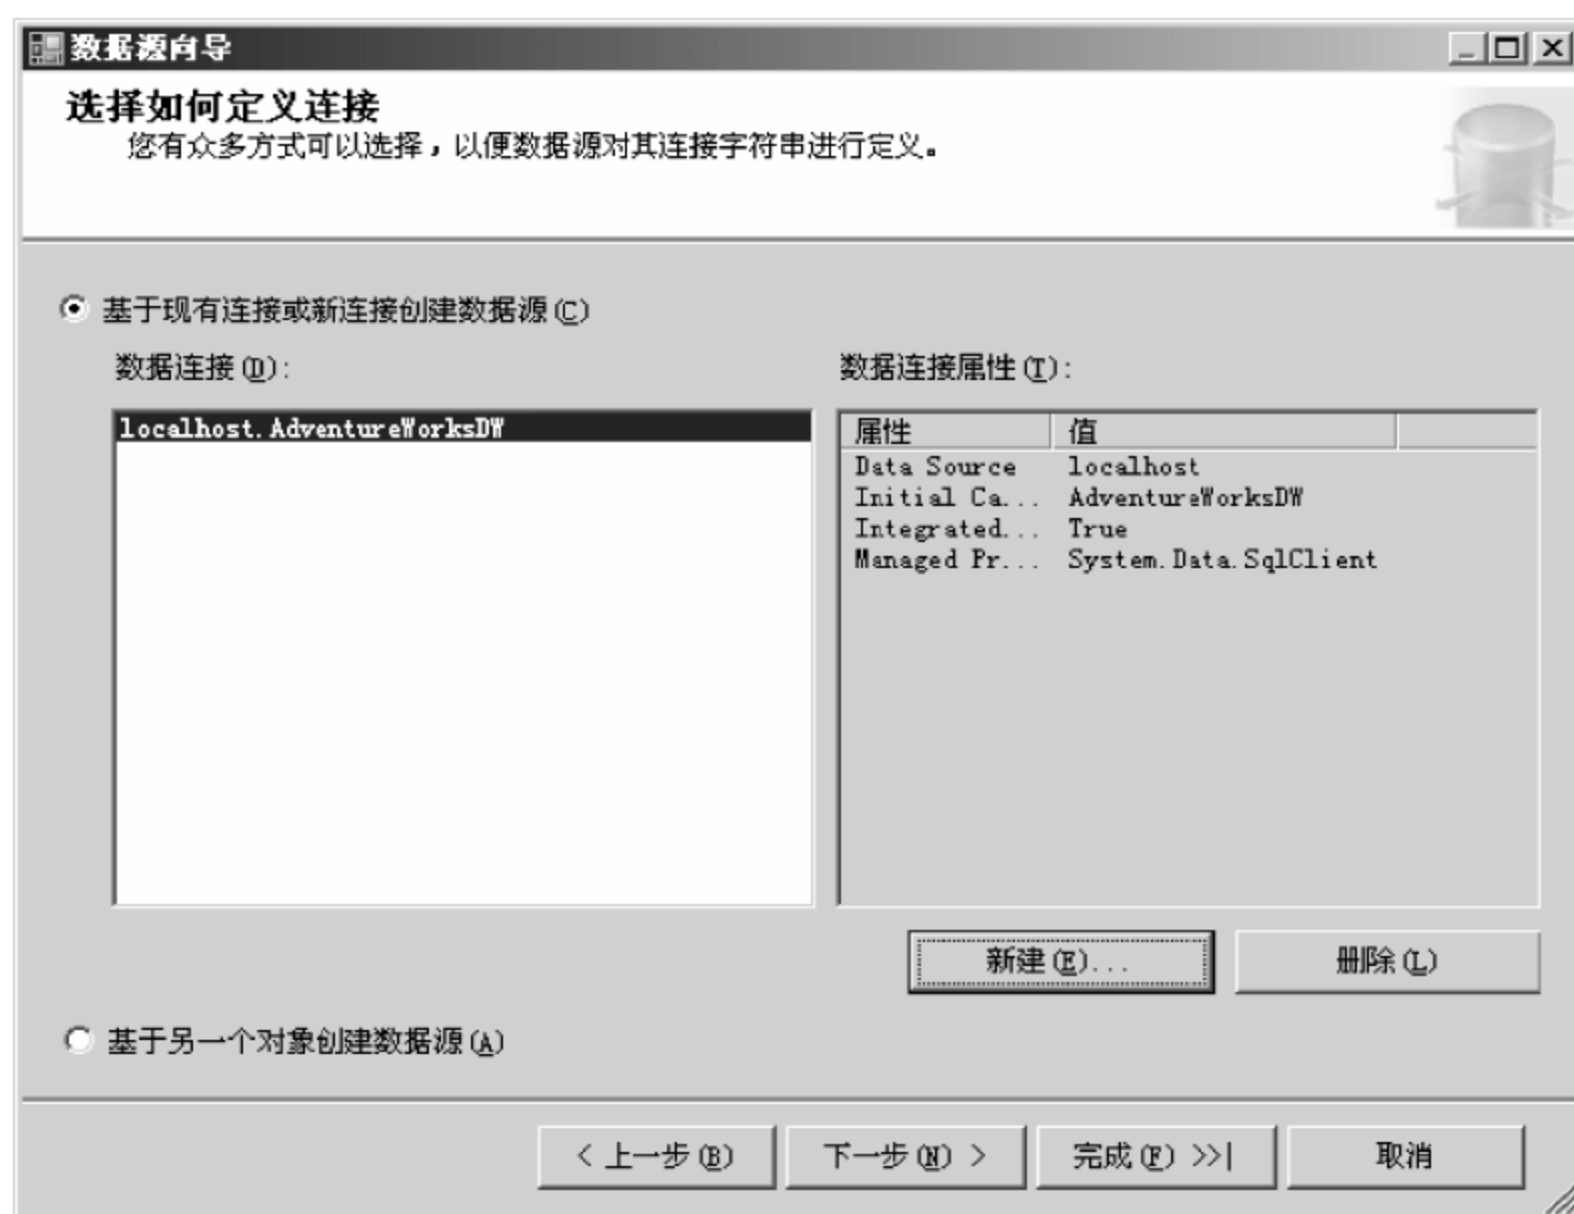 数据源向导
选择如何定义连接
您有众多方式可以选择，以便数据源对其连接字符串进行定义。
基于现有连接或新连接创建数据源(C)
数据连接(D):
数据连接属性(T):
localhost.AdventureWorksDW
属性 值
Data Source localhost
Initial Ca... AdventureWorksDW
Integrated... True
Managed Pr... System.Data.SqlClient
新建(E)... 删除(L)
基于另一个对象创建数据源(A)
< 上一步(B) 下一步(N) > 完成(F) >>| 取消